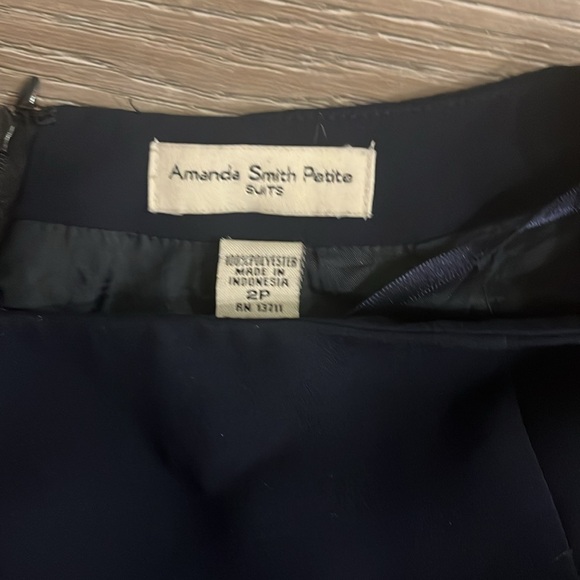 Amanda Smith Petite
SUITS
100%POLYESTER
MADE IN
INDONESIA
2P
RN 13711